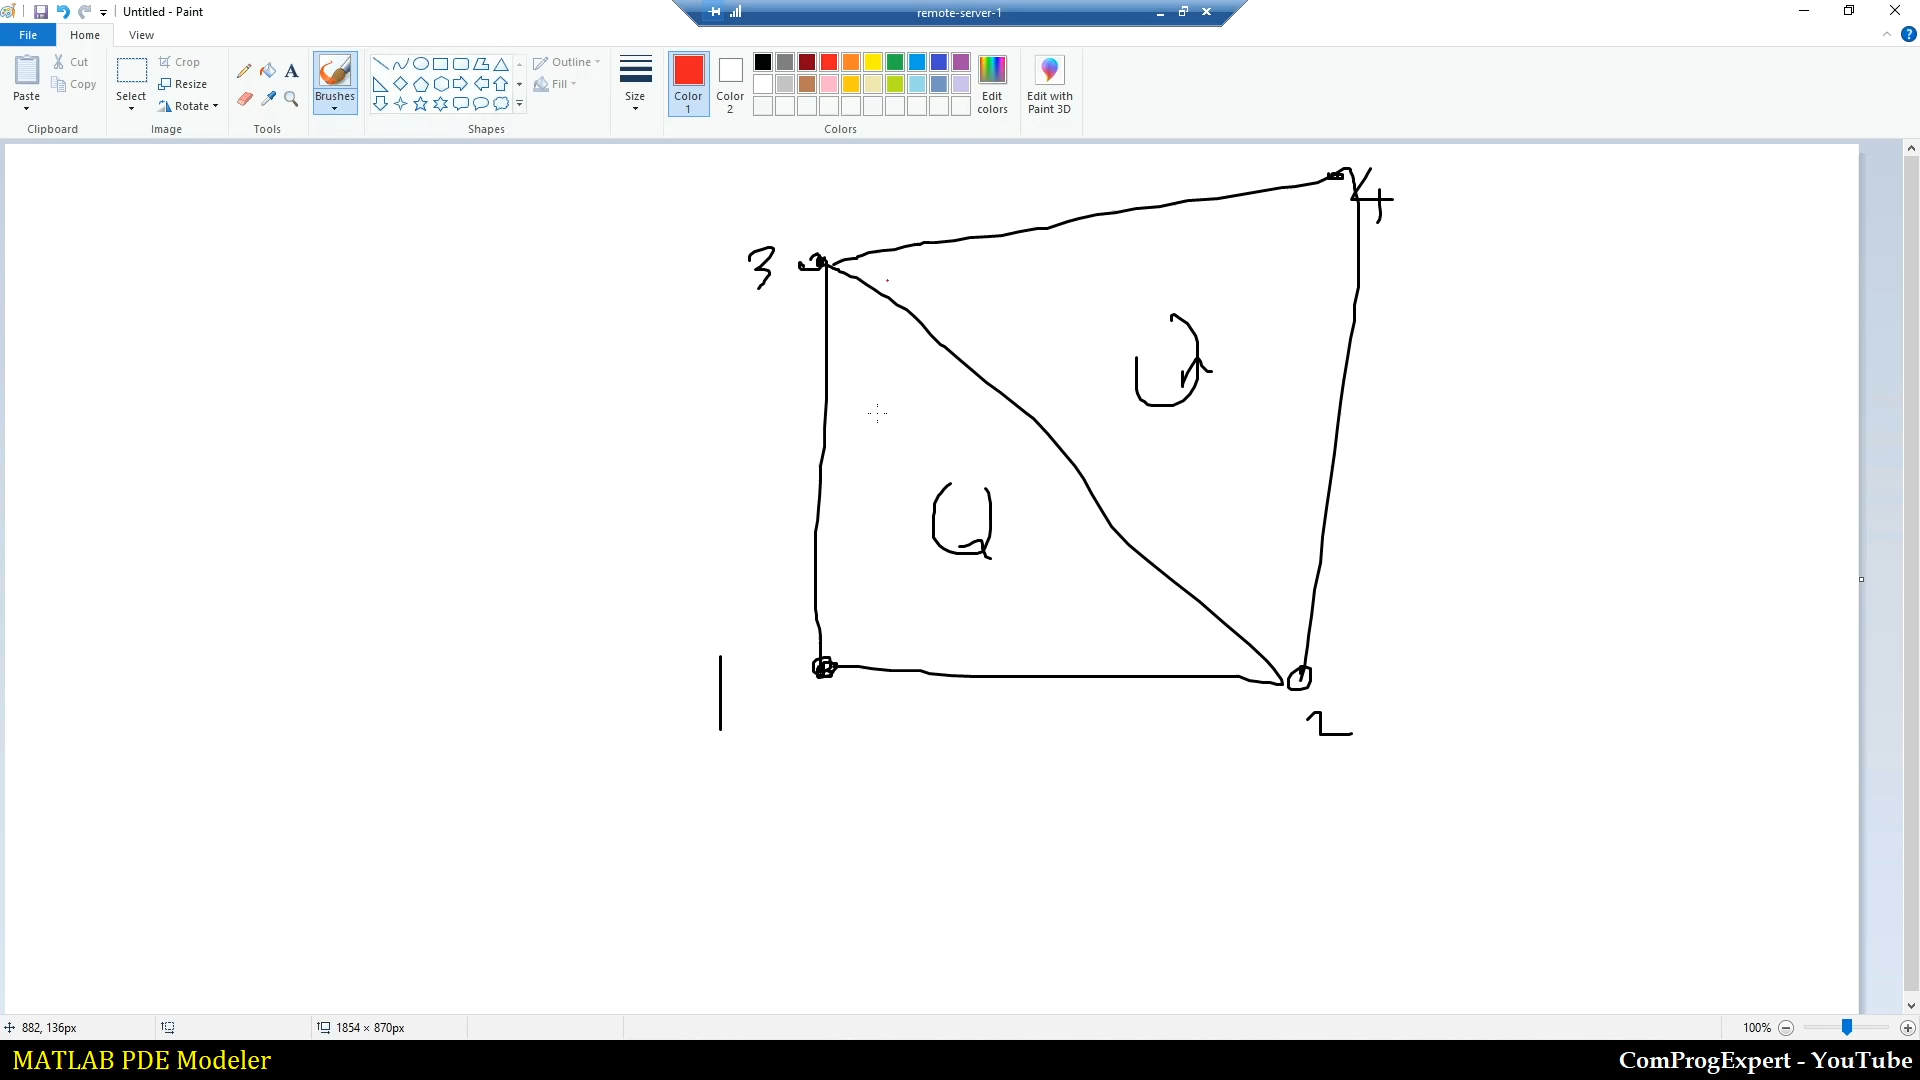 Untitled - Paint
remote-server-1
File
Home
View
Paste
Cut
Copy
Clipboard
Select
Crop
Resize
Rotate
Image
Tools
Brushes
Outline
Fill
Shapes
Size
Color 1
Color 2
Edit colors
Colors
Edit with Paint 3D
4
3
1
2
882, 136px
1854 × 870px
100%
MATLAB PDE Modeler
ComProgExpert - YouTube